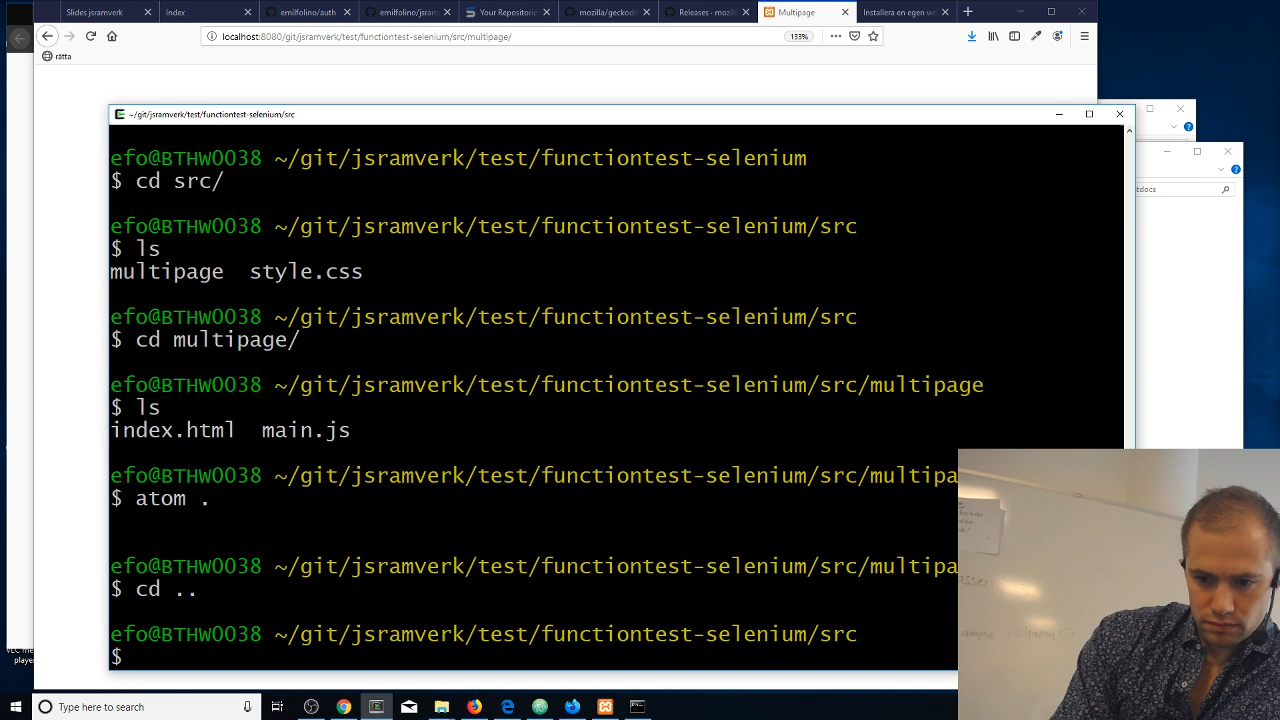 Slides jsramverk
Index
emilfolino/auth
emilfolino/jsram
Your Repositorie
mozilla/geckodr
Releases · mozil
Multipage
Installera en egen w
localhost:8080/git/jsramverk/test/functiontest-selenium/src/multipage/
133%
rätta
~/git/jsramverk/test/functiontest-selenium/src
efo@BTHW0038 ~/git/jsramverk/test/functiontest-selenium
$ cd src/
efo@BTHW0038 ~/git/jsramverk/test/functiontest-selenium/src
$ ls
multipage  style.css
efo@BTHW0038 ~/git/jsramverk/test/functiontest-selenium/src
$ cd multipage/
efo@BTHW0038 ~/git/jsramverk/test/functiontest-selenium/src/multipage
$ ls
index.html  main.js
efo@BTHW0038 ~/git/jsramverk/test/functiontest-selenium/src/multipa
$ atom .
efo@BTHW0038 ~/git/jsramverk/test/functiontest-selenium/src/multipa
$ cd ..
efo@BTHW0038 ~/git/jsramverk/test/functiontest-selenium/src
$
tdocs
VLC me
player
Type here to search